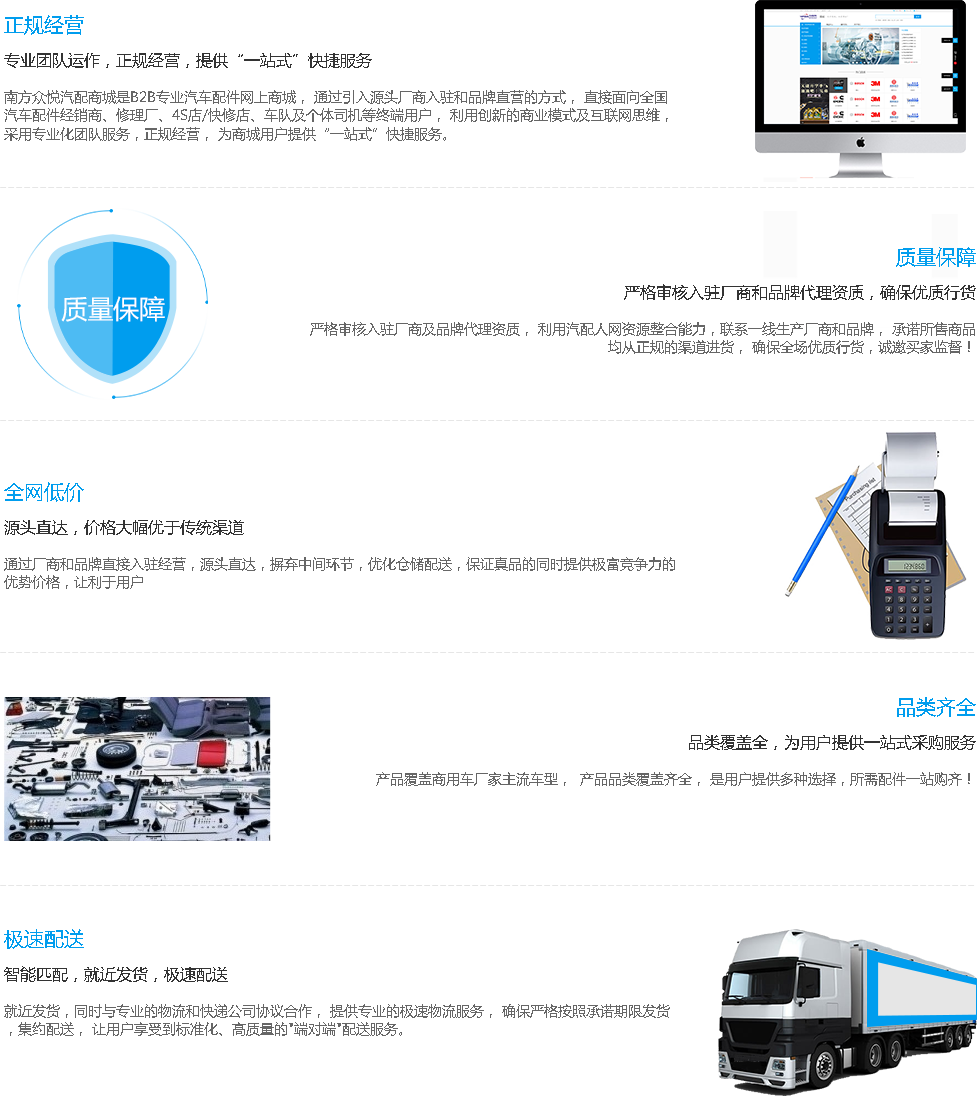 正规经营
专业团队运作，正规经营，提供“一站式”快捷服务
南方众悦汽配商城是B2B专业汽车配件网上商城， 通过引入源头厂商入驻和品牌直营的方式， 直接面向全国
汽车配件经销商、修理厂、4S店/快修店、车队及个体司机等终端用户， 利用创新的商业模式及互联网思维，
采用专业化团队服务，正规经营， 为商城用户提供“一站式”快捷服务。
3M
3M
3M
质量保障
质量保障
严格审核入驻厂商和品牌代理资质，确保优质行货
严格审核入驻厂商及品牌代理资质， 利用汽配人网资源整合能力，联系一线生产厂商和品牌， 承诺所售商品
均从正规的渠道进货， 确保全场优质行货，诚邀买家监督！
全网低价
源头直达，价格大幅优于传统渠道
通过厂商和品牌直接入驻经营，源头直达，摒弃中间环节，优化仓储配送，保证真品的同时提供极富竞争力的
优势价格，让利于用户
Purchasing list
品类齐全
品类覆盖全，为用户提供一站式采购服务
产品覆盖商用车厂家主流车型， 产品品类覆盖齐全， 是用户提供多种选择，所需配件一站购齐！
极速配送
智能匹配，就近发货，极速配送
就近发货，同时与专业的物流和快递公司协议合作， 提供专业的极速物流服务， 确保严格按照承诺期限发货
，集约配送， 让用户享受到标准化、高质量的"端对端"配送服务。